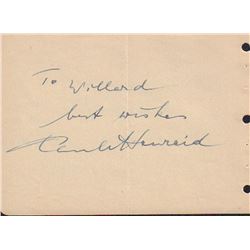 To Willard
best wishes
Paul Henreid